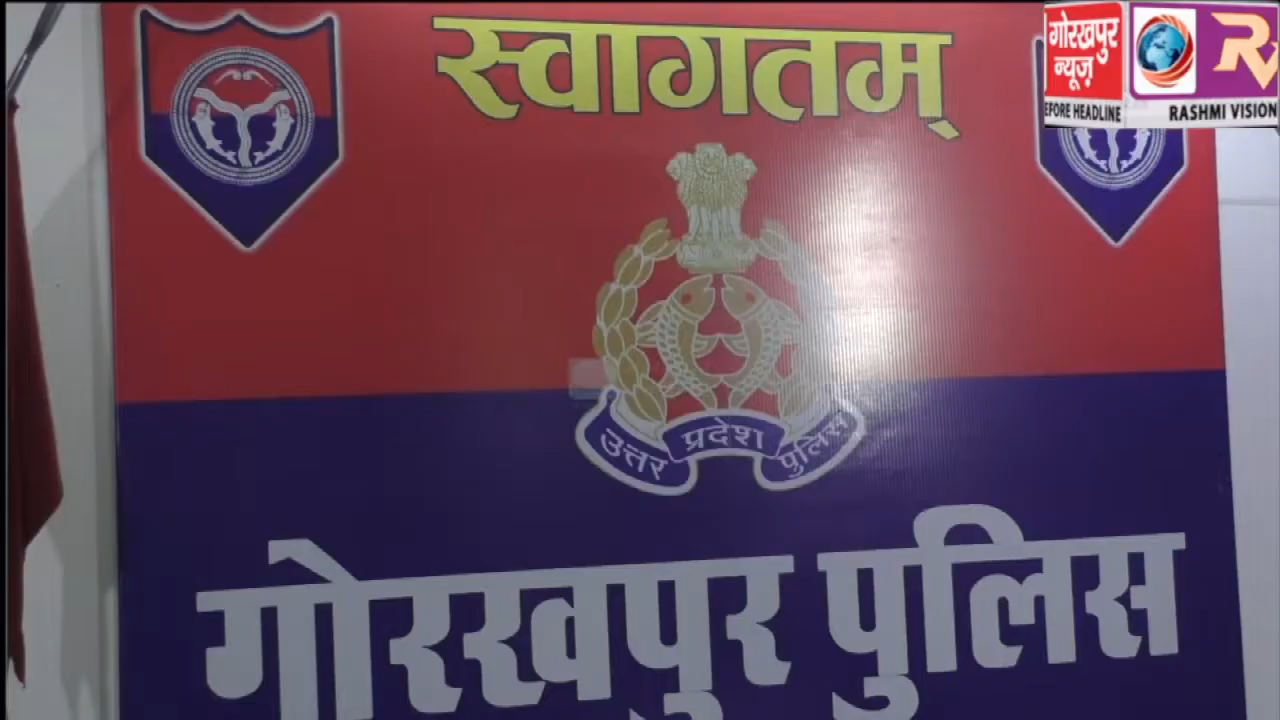 स्वागतम्
गोरखपुर
न्यूज़
EFORE HEADLINE
RASHMI VISION
उत्तर प्रदेश पुलिस
गोरखपुर पुलिस